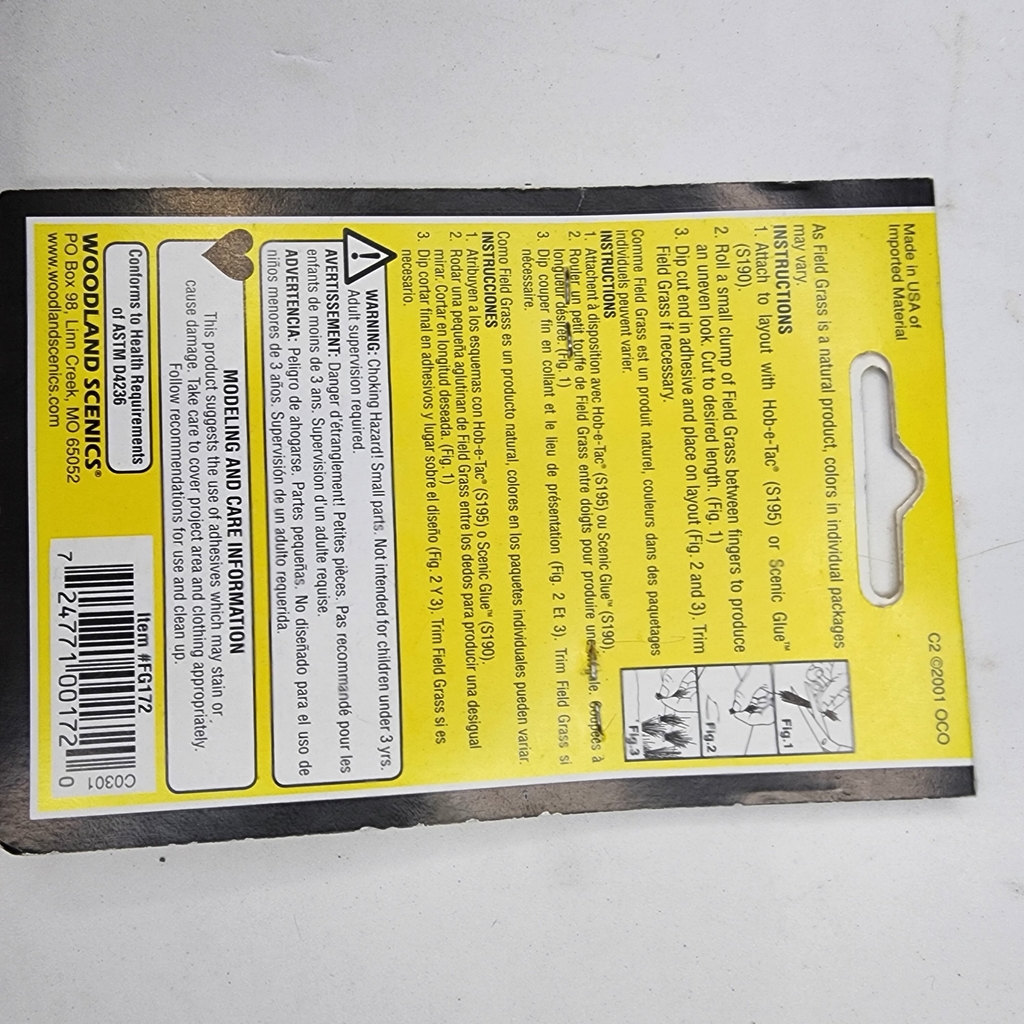 Made in USA of
Imported Material
C2 ©2001 OCO
As Field Grass is a natural product, colors in individual packages
may vary.
INSTRUCTIONS
1. Attach to layout with Hob-e-Tac® (S195) or Scenic Glue™
(S190).
2. Roll a small clump of Field Grass between fingers to produce
an uneven look. Cut to desired length. (Fig. 1)
3. Dip cut end in adhesive and place on layout (Fig. 2 and 3). Trim
Field Grass if necessary.
Fig.1
Fig.2
Fig.3
Comme Field Grass est un produit naturel, couleurs dans des paquetages
individuels peuvent varier.
INSTRUCTIONS
1. Attachent à disposition avec Hob-e-Tac® (S195) ou Scenic Glue™ (S190).
2. Rouler un petit touffe de Field Grass entre doigts pour produire à
longueur désirée. (Fig. 1)
3. Dip couper fin en collant et le lieu de présentation (Fig. 2 Et 3). Trim Field Grass si
nécessaire.
Como Field Grass es un producto natural, colores en los paquetes individuales pueden variar.
INSTRUCCIONES
1. Atribuyen a los esquemas con Hob-e-Tac® (S195) o Scenic Glue™ (S190).
2. Rodar una pequeña aglutinan de Field Grass entre los dedos para producir una desigual
mirar. Cortar en longitud deseada. (Fig. 1)
3. Dip cortar final en adhesivos y lugar sobre el diseño (Fig. 2 Y 3). Trim Field Grass si es
necesario.
WARNING: Choking Hazard! Small parts. Not intended for children under 3 yrs.
Adult supervision required.
AVERTISSEMENT: Danger d'étranglement! Petites pièces. Pas recommandé pour les
enfants de moins de 3 ans. Supervision d'un adulte requise.
ADVERTENCIA: Peligro de ahogarse. Partes pequeñas. No diseñado para el uso de
niños menores de 3 años. Supervisión de un adulto requerida.
MODELING AND CARE INFORMATION
This product suggests the use of adhesives which may stain or
cause damage. Take care to cover project area and clothing appropriately.
Follow recommendations for use and clean up.
Conforms to Health Requirements
of ASTM D4236
WOODLAND SCENICS®
PO Box 98, Linn Creek, MO 65052
www.woodlandscenics.com
Item #FG172
7 24771 00172 0
C0301